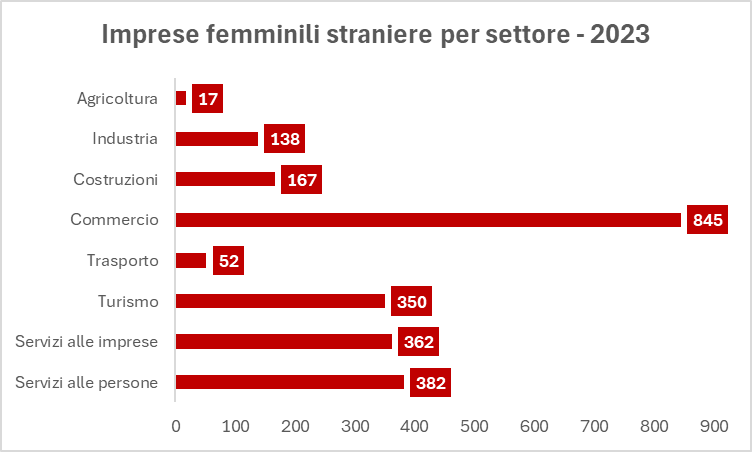 Imprese femminili straniere per settore - 2023
Agricoltura 17
Industria 138
Costruzioni 167
Commercio 845
Trasporto 52
Turismo 350
Servizi alle imprese 362
Servizi alle persone 382
0 100 200 300 400 500 600 700 800 900